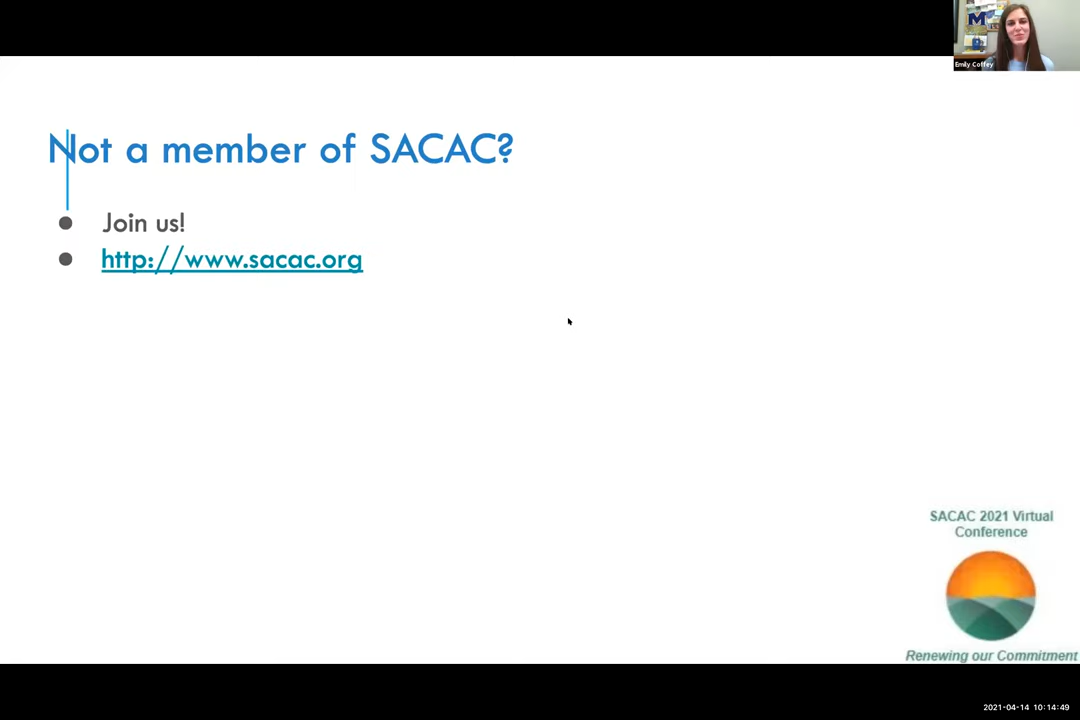 M
Emily Coffey
Not a member of SACAC?
Join us!
http://www.sacac.org
SACAC 2021 Virtual
Conference
Renewing our Commitment
2021-04-14 10:14:49